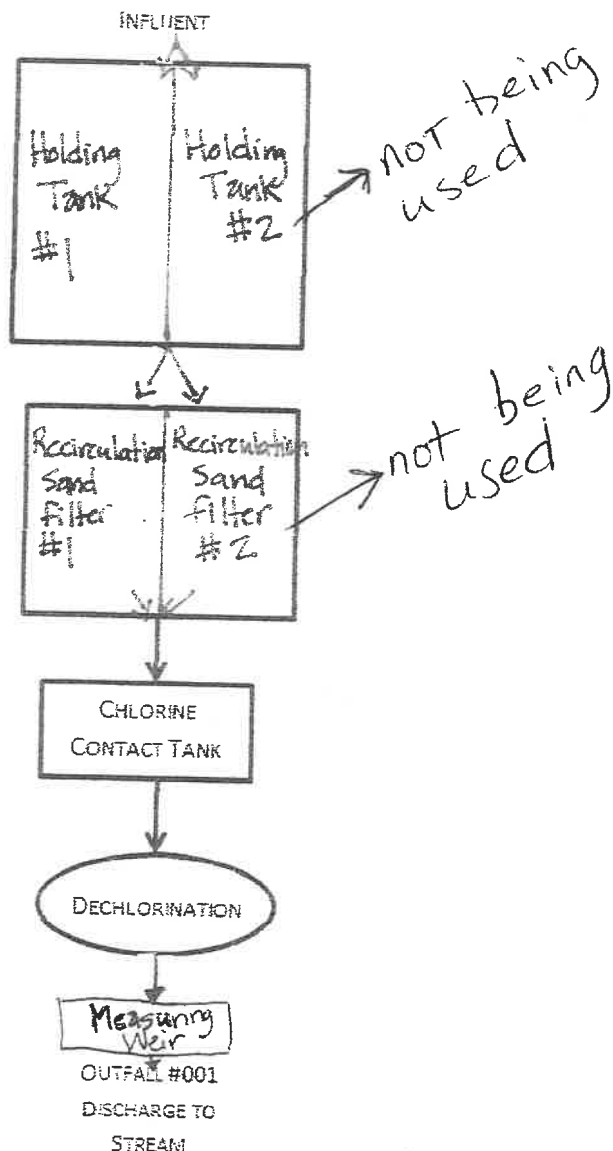 INFLUENT
Holding
Tank
#1
Holding
Tank
#2
not being
used
Recirculation
Sand
Filter
#1
Recirculation
Sand
Filter
#2
not being
used
CHLORINE
CONTACT TANK
DECHLORINATION
Measuring
Weir
OUTFALL #001
DISCHARGE TO
STREAM